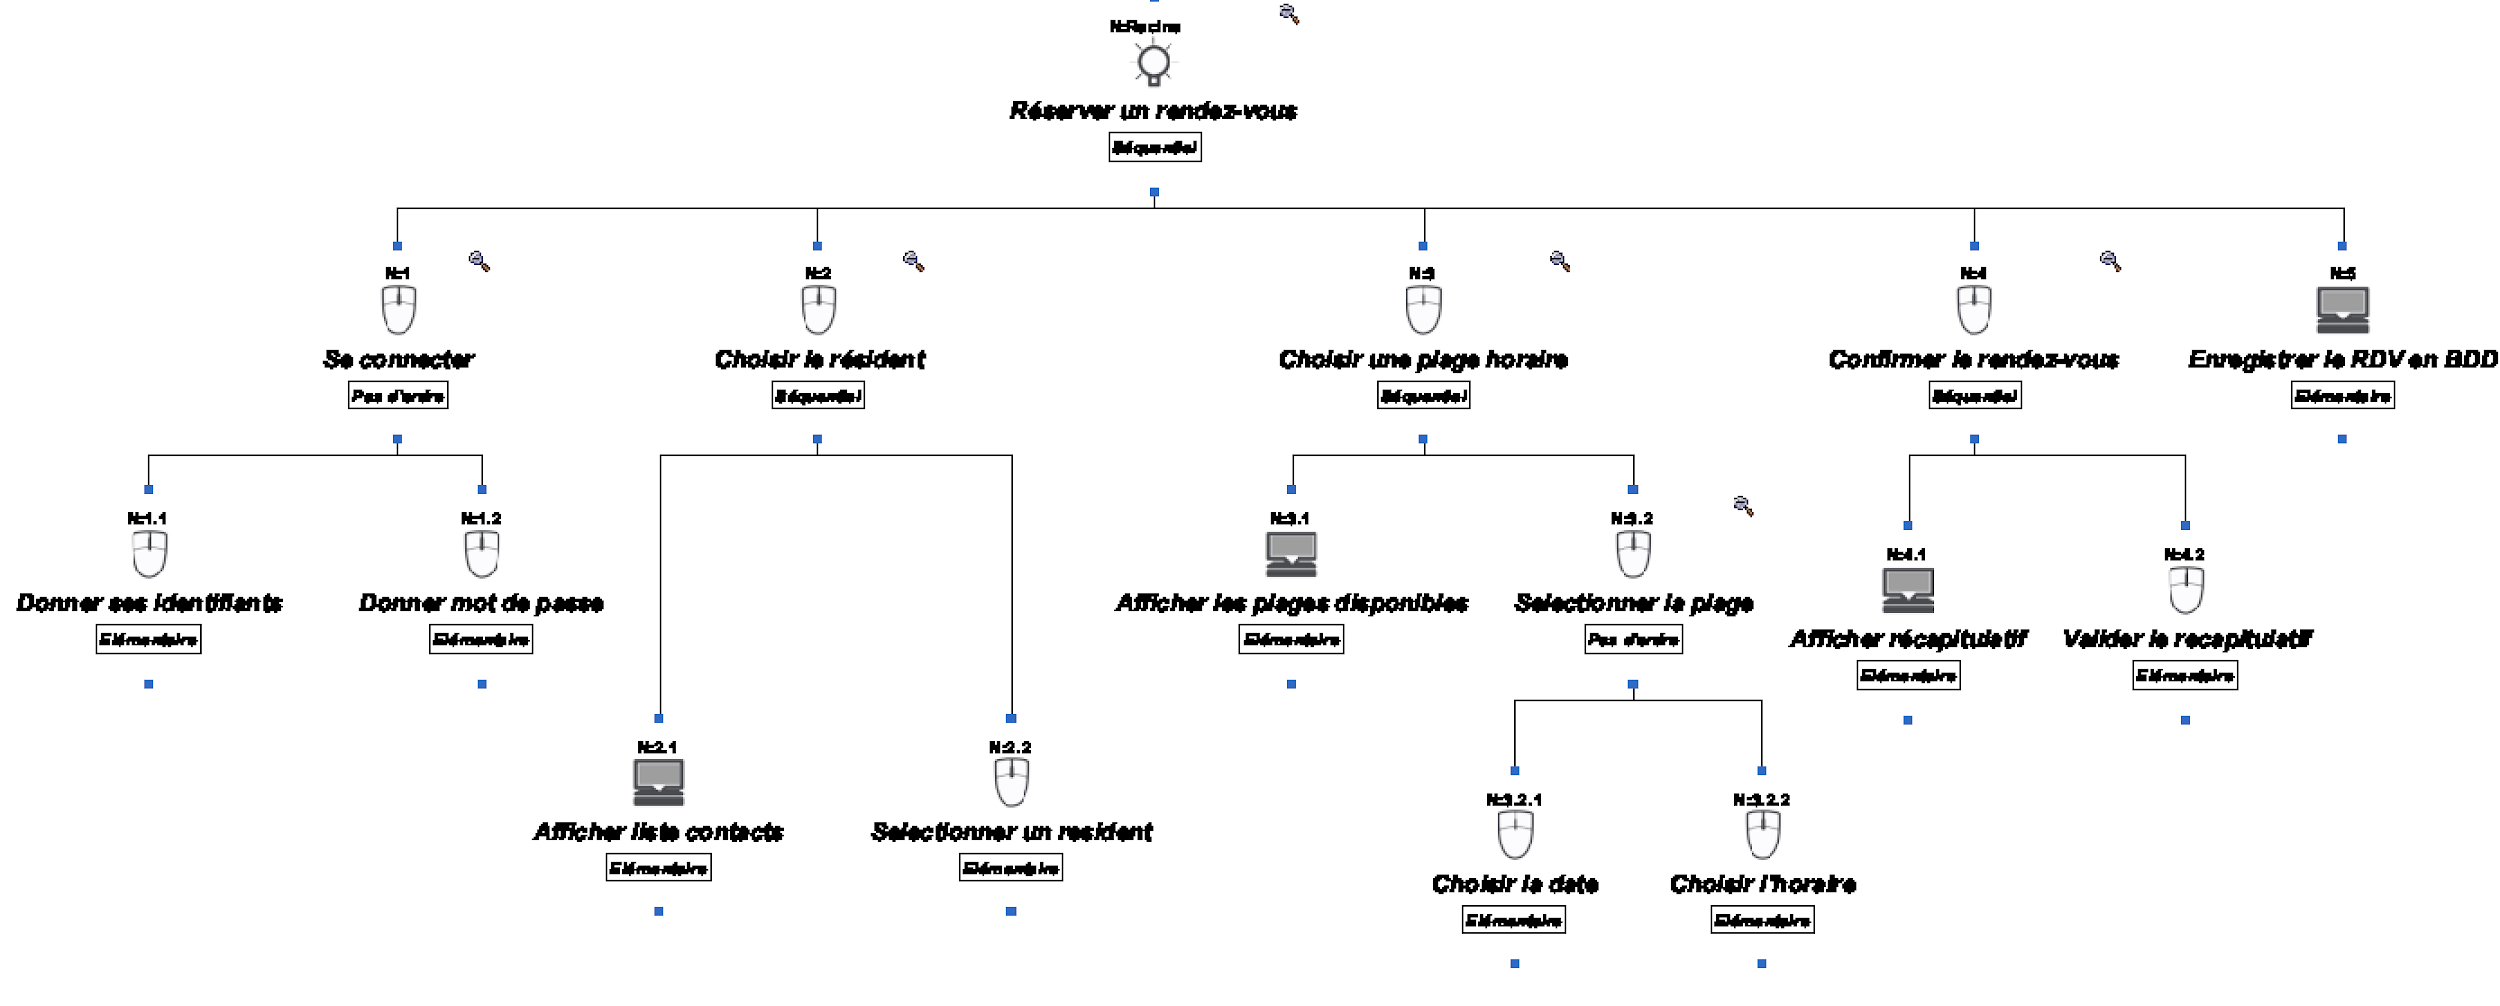 N:Racine
Réserver un rendez-vous
Séquentiel
N:1
Se connecter
Pas d'ordre
N:2
Choisir le résident
Séquentiel
N:3
Choisir une plage horaire
Séquentiel
N:4
Confirmer le rendez-vous
Séquentiel
N:5
Enregistrer le RDV en BDD
Elémentaire
N:1.1
Donner ses identifiants
Elémentaire
N:1.2
Donner mot de passe
Elémentaire
N:3.1
Afficher les plages disponibles
Elémentaire
N:3.2
Selectionner la plage
Pas d'ordre
N:4.1
Afficher récapitulatif
Elémentaire
N:4.2
Valider le recapitulatif
Elémentaire
N:2.1
Afficher liste contacts
Elémentaire
N:2.2
Selectionner un resident
Elémentaire
N:3.2.1
Choisir la date
Elémentaire
N:3.2.2
Choisir l'horaire
Elémentaire